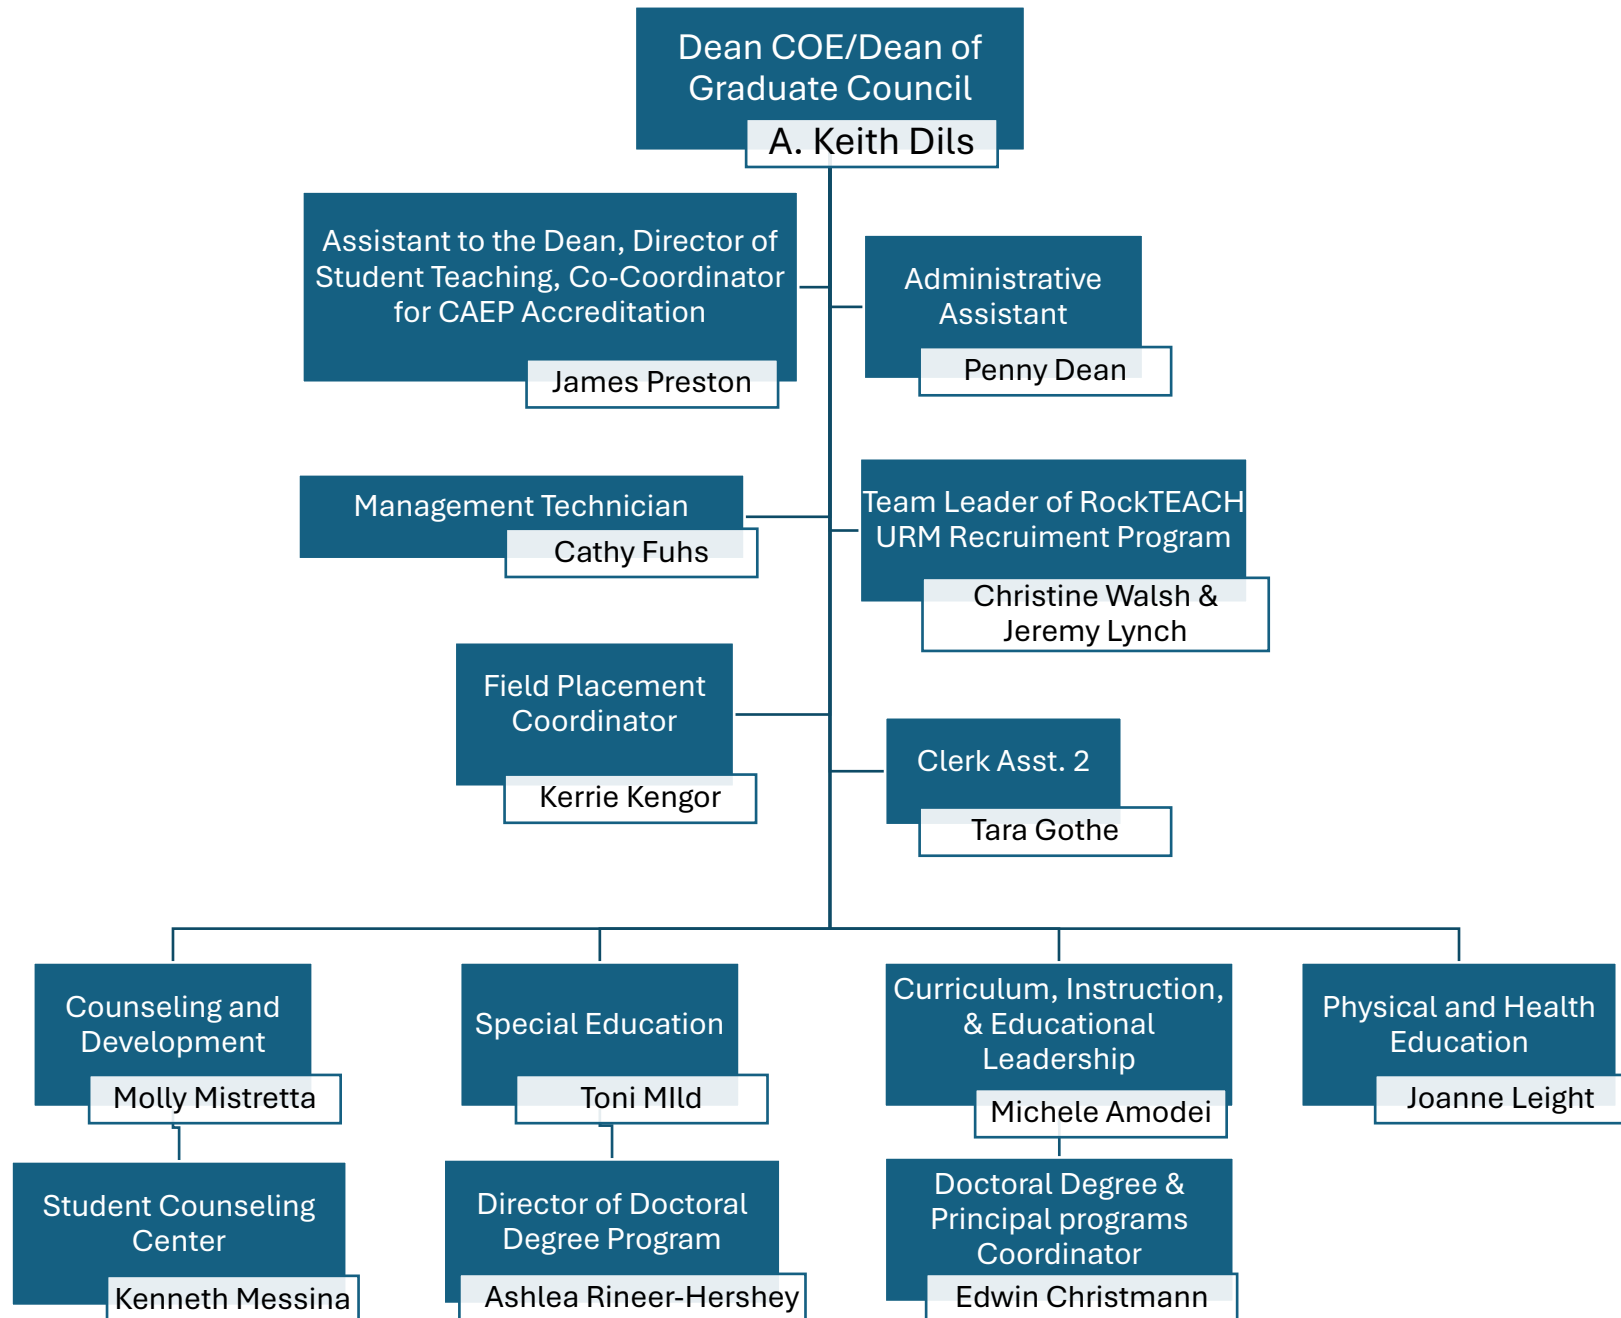 Dean COE/Dean of
Graduate Council
A. Keith Dils
Assistant to the Dean, Director of
Student Teaching, Co-Coordinator
for CAEP Accreditation
James Preston
Administrative
Assistant
Penny Dean
Management Technician
Cathy Fuhs
Team Leader of RockTEACH
URM Recruiment Program
Christine Walsh &
Jeremy Lynch
Field Placement
Coordinator
Kerrie Kengor
Clerk Asst. 2
Tara Gothe
Counseling and
Development
Molly Mistretta
Special Education
Toni MIld
Curriculum, Instruction,
& Educational
Leadership
Michele Amodei
Physical and Health
Education
Joanne Leight
Student Counseling
Center
Kenneth Messina
Director of Doctoral
Degree Program
Ashlea Rineer-Hershey
Doctoral Degree &
Principal programs
Coordinator
Edwin Christmann